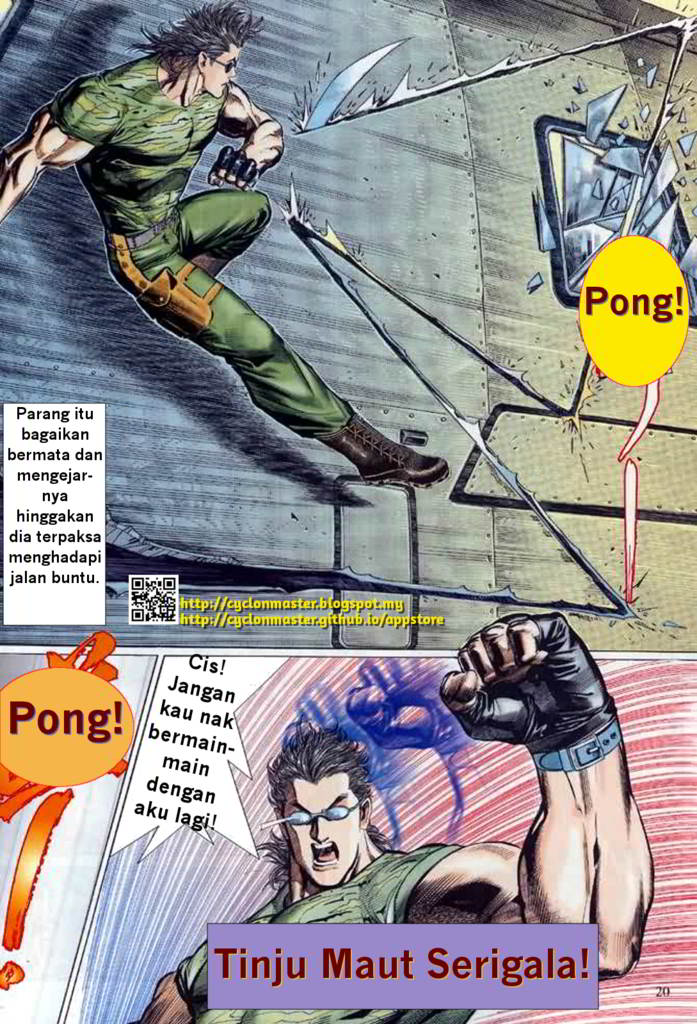 Pong!
Parang itu
bagaikan
bermata dan
mengejar-
nya
hinggakan
dia terpaksa
menghadapi
jalan buntu.
http://cyclonmaster.blogspot.my
http://cyclonmaster.github.io/appstore
Pong!
Cis!
Jangan
kau nak
bermain-
main
dengan
aku lagi!
Tinju Maut Serigala!
20